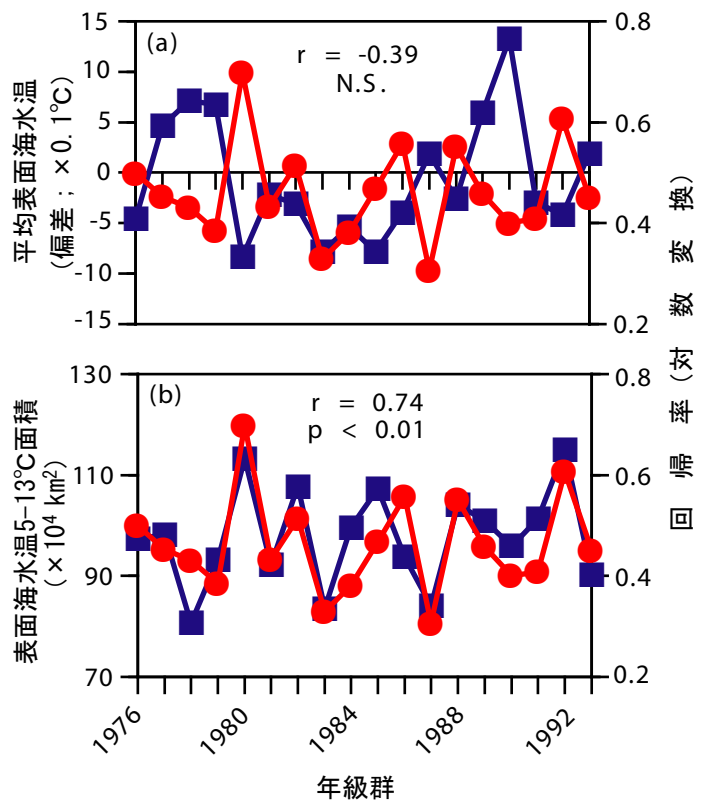 (a)
r = -0.39
N.S.
15
10
5
0
-5
-10
-15
平均表面海水温
(偏差；×0.1℃)
0.8
0.6
0.4
0.2
(b)
r = 0.74
p < 0.01
130
110
90
70
表面海水温5–13℃面積
(×10⁴ km²)
0.8
0.6
0.4
0.2
回帰率(対数変換)
1976
1980
1984
1988
1992
年級群